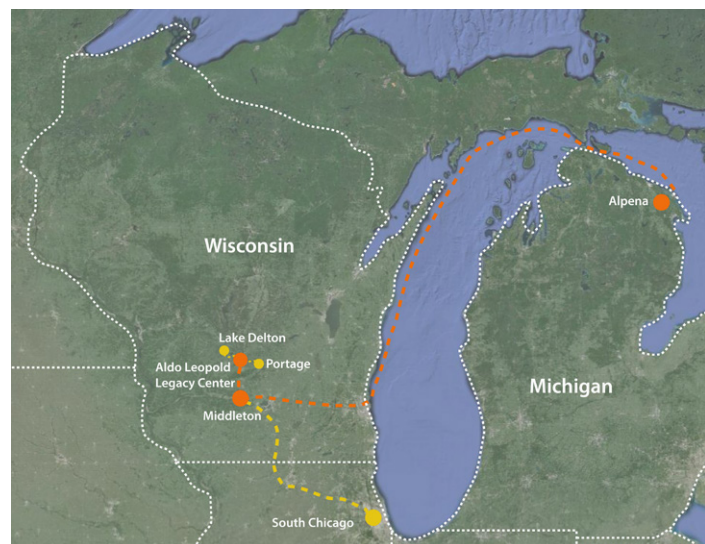 Alpena
Wisconsin
Lake Delton
Aldo Leopold
Legacy Center
Portage
Michigan
Middleton
South Chicago